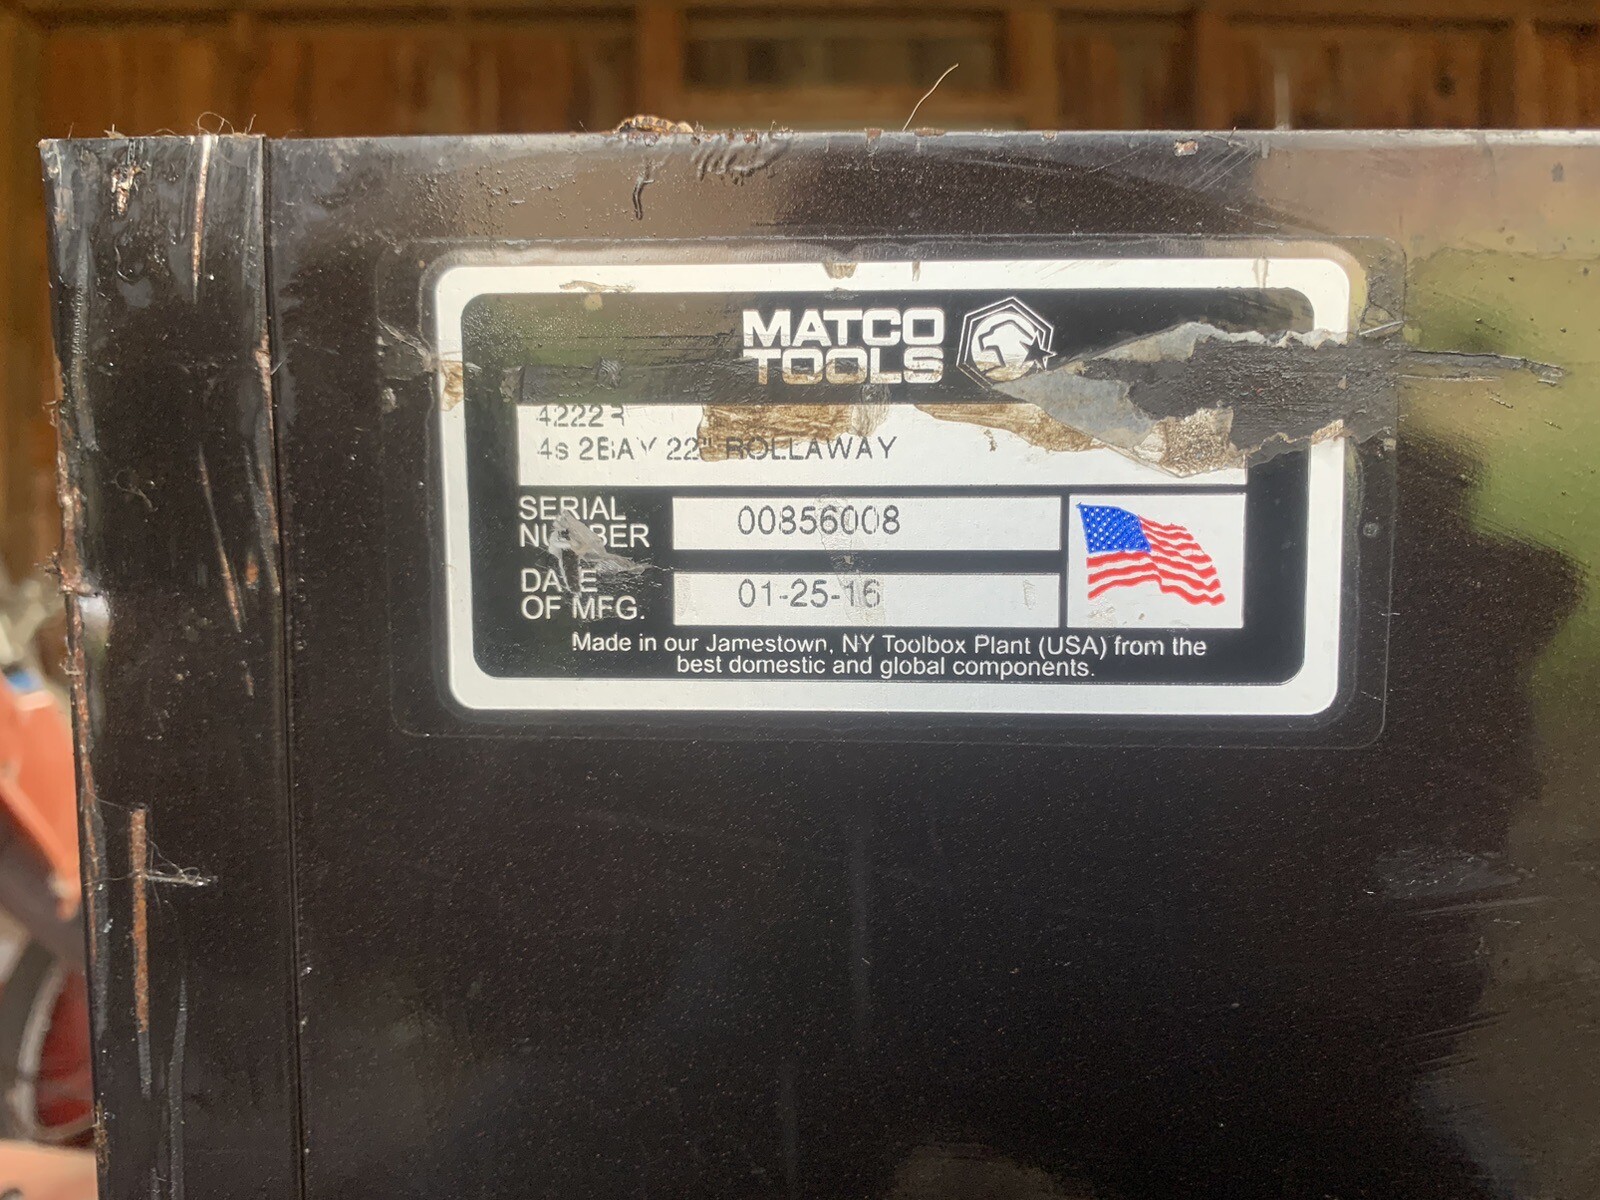 MATCO
TOOLS
4222R
4s 2BAY 22" ROLLAWAY
SERIAL
NUMBER
00856008
DATE
OF MFG.
01-25-16
Made in our Jamestown, NY Toolbox Plant (USA) from the
best domestic and global components.